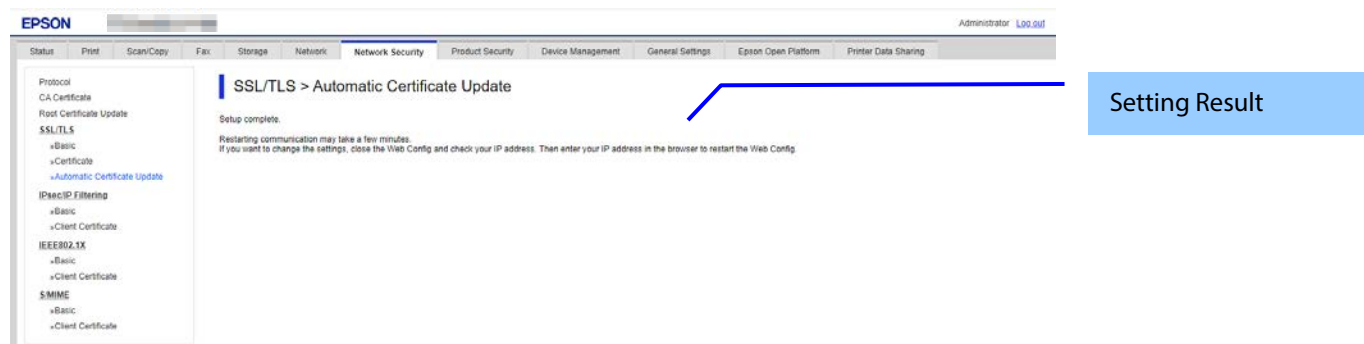 EPSON
Administrator Log out
Status Print Scan/Copy Fax Storage Network Network Security Product Security Device Management General Settings Epson Open Platform Printer Data Sharing
Protocol
CA Certificate
Root Certificate Update
SSL/TLS
»Basic
»Certificate
»Automatic Certificate Update
IPsec/IP Filtering
»Basic
»Client Certificate
IEEE802.1X
»Basic
»Client Certificate
S/MIME
»Basic
»Client Certificate
SSL/TLS > Automatic Certificate Update
Setup complete.
Restarting communication may take a few minutes.
If you want to change the settings, close the Web Config and check your IP address. Then enter your IP address in the browser to restart the Web Config.
Setting Result